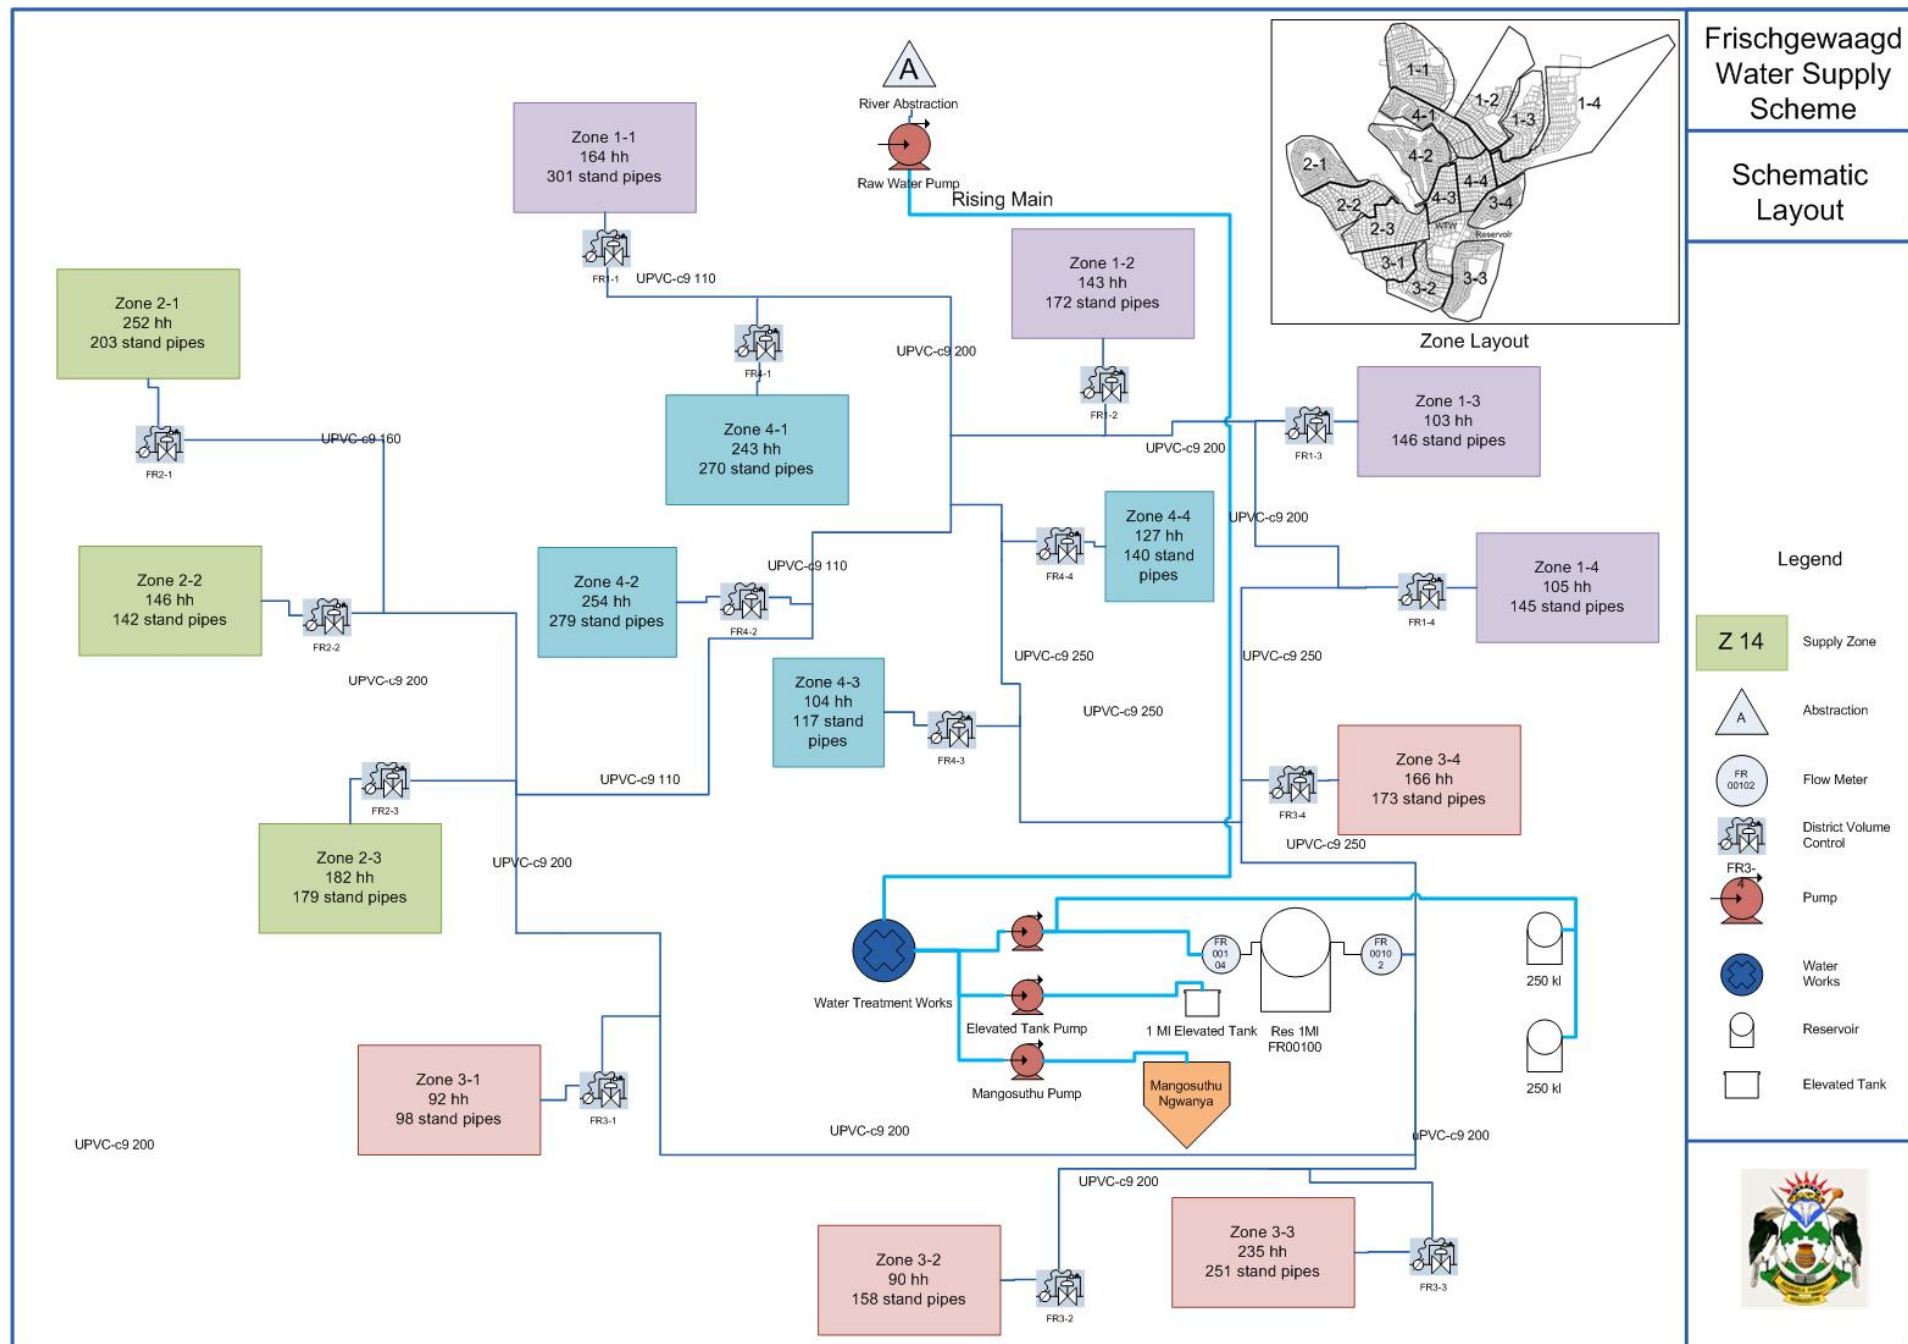 Frischgewaagd
Water Supply
Scheme
Schematic
Layout
A
River Abstraction
Raw Water Pump
Rising Main
Zone 1-1
164 hh
301 stand pipes
FR1-1
UPVC-c9 110
Zone 1-2
143 hh
172 stand pipes
FR1-2
1-1
1-2
1-3
1-4
4-1
4-2
4-3
4-4
2-1
2-2
2-3
3-1
3-2
3-3
3-4
WTW
Reservoir
Zone Layout
Zone 2-1
252 hh
203 stand pipes
FR2-1
UPVC-c9 160
FR4-1
Zone 4-1
243 hh
270 stand pipes
UPVC-c9 200
UPVC-c9 200
FR1-3
Zone 1-3
103 hh
146 stand pipes
UPVC-c9 200
Zone 4-4
127 hh
140 stand
pipes
FR4-4
Zone 1-4
105 hh
145 stand pipes
FR1-4
Zone 2-2
146 hh
142 stand pipes
FR2-2
UPVC-c9 200
Zone 4-2
254 hh
279 stand pipes
FR4-2
UPVC-c9 110
UPVC-c9 250
UPVC-c9 250
UPVC-c9 250
Zone 4-3
104 hh
117 stand
pipes
FR4-3
UPVC-c9 110
FR2-3
Zone 2-3
182 hh
179 stand pipes
UPVC-c9 200
Zone 3-4
166 hh
173 stand pipes
FR3-4
UPVC-c9 250
Water Treatment Works
FR
001
04
FR
0010
2
Elevated Tank Pump
1 Ml Elevated Tank
Res 1Ml
FR00100
250 kl
250 kl
Mangosuthu Pump
Mangosuthu
Ngwanya
Zone 3-1
92 hh
98 stand pipes
FR3-1
UPVC-c9 200
UPVC-c9 200
uPVC-c9 200
UPVC-c9 200
Zone 3-2
90 hh
158 stand pipes
FR3-2
Zone 3-3
235 hh
251 stand pipes
FR3-3
Legend
Z 14
Supply Zone
A
Abstraction
FR
00102
Flow Meter
District Volume
Control
FR3-
4
Pump
Water
Works
Reservoir
Elevated Tank